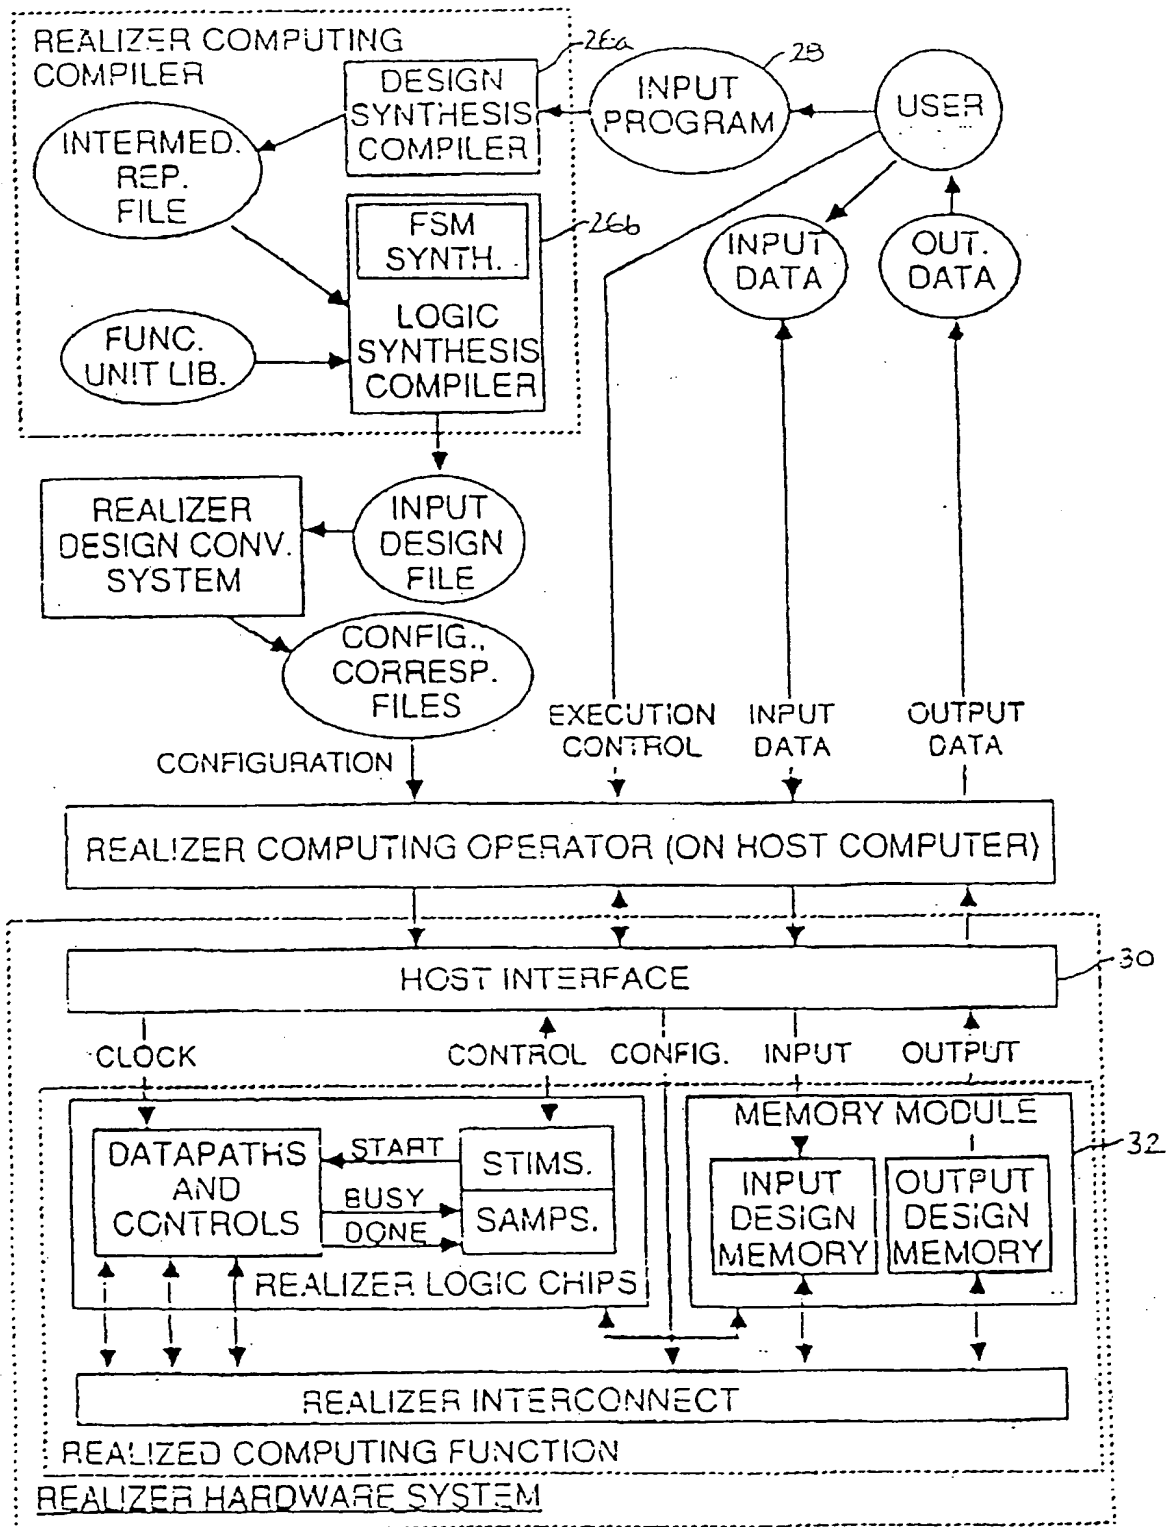 REALIZER COMPUTING
COMPILER
26a
DESIGN
SYNTHESIS
COMPILER
28
INPUT
PROGRAM
USER
INTERMED.
REP.
FILE
FSM
SYNTH.
26b
LOGIC
SYNTHESIS
COMPILER
FUNC.
UNIT LIB.
INPUT
DATA
OUT.
DATA
REALIZER
DESIGN CONV.
SYSTEM
INPUT
DESIGN
FILE
CONFIG.,
CORRESP.
FILES
CONFIGURATION
EXECUTION
CONTROL
INPUT
DATA
OUTPUT
DATA
REALIZER COMPUTING OPERATOR (ON HOST COMPUTER)
HOST INTERFACE
30
CLOCK
CONTROL
CONFIG.
INPUT
OUTPUT
DATAPATHS
AND
CONTROLS
START
BUSY
DONE
STIMS.
SAMPS.
REALIZER LOGIC CHIPS
MEMORY MODULE
32
INPUT
DESIGN
MEMORY
OUTPUT
DESIGN
MEMORY
REALIZER INTERCONNECT
REALIZED COMPUTING FUNCTION
REALIZER HARDWARE SYSTEM